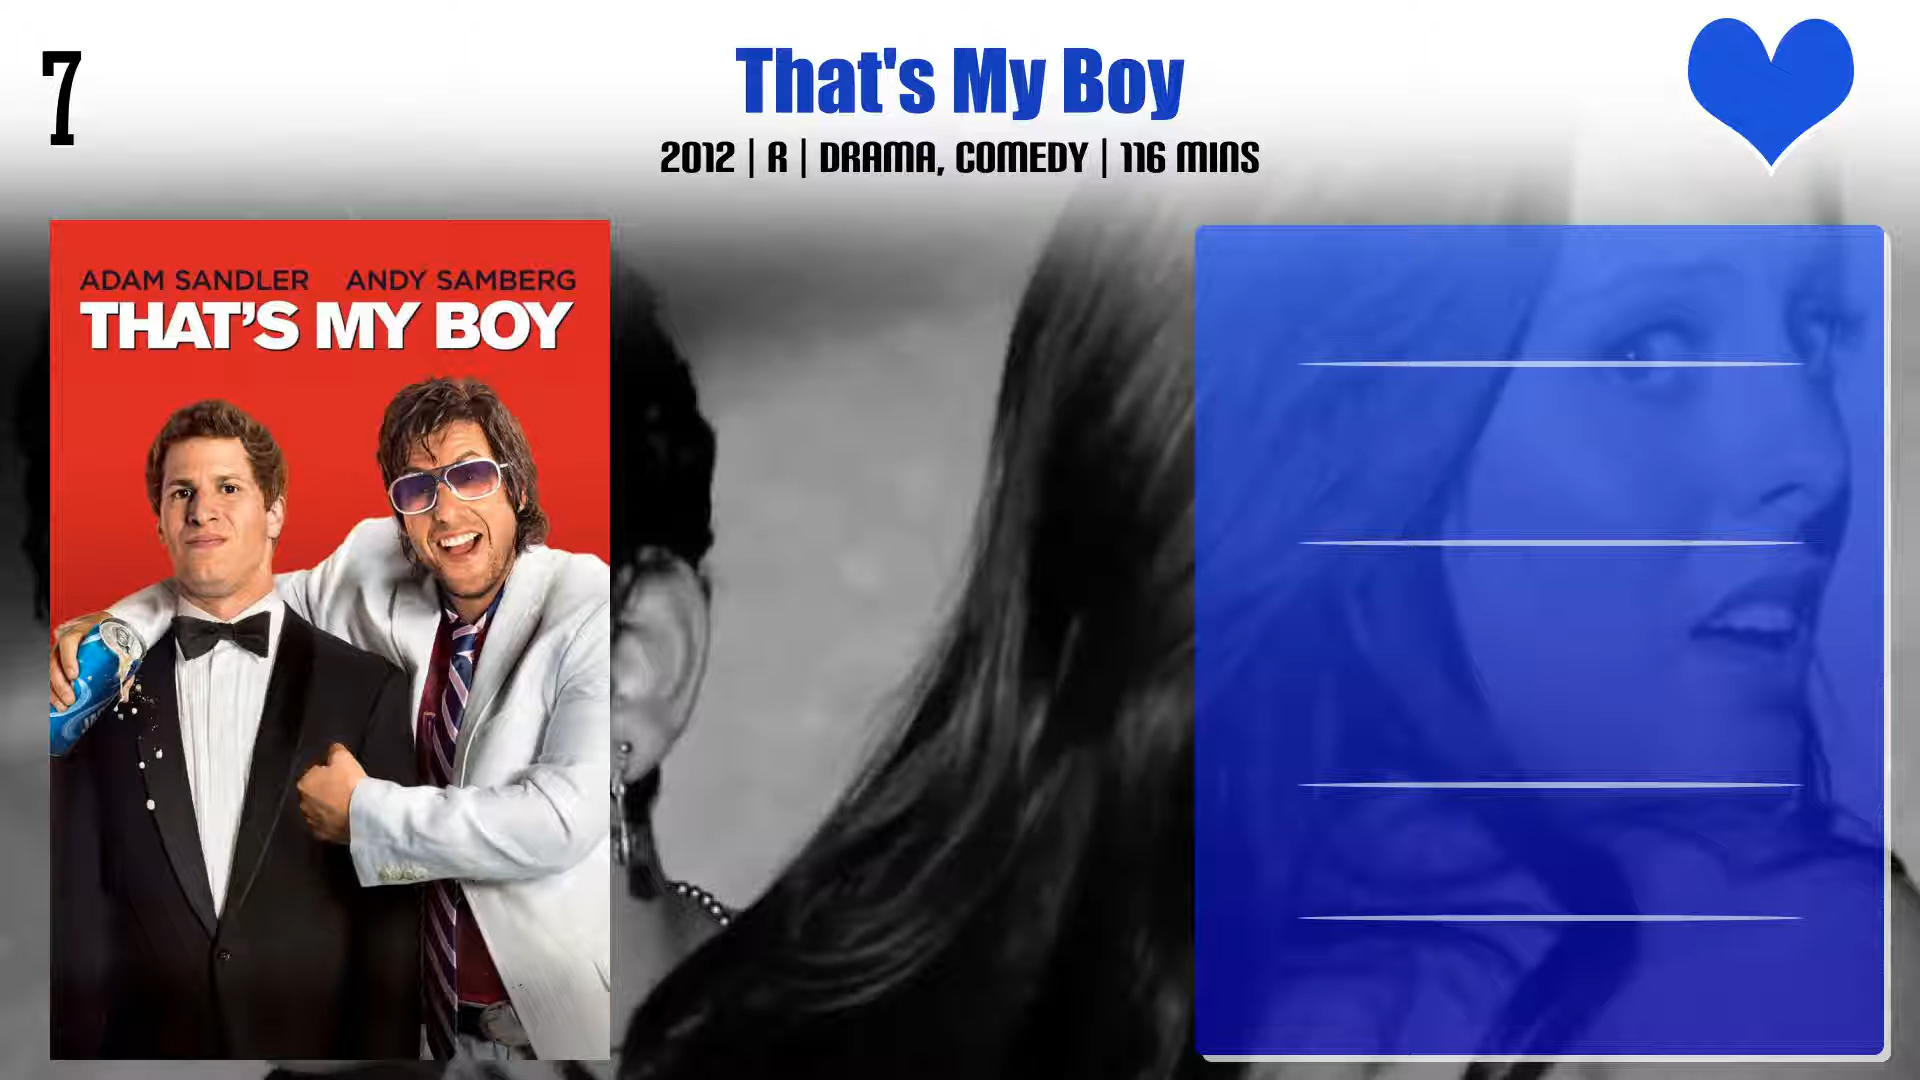 7
That's My Boy
2012 | R | DRAMA, COMEDY | 116 MINS
ADAM SANDLER ANDY SAMBERG
THAT'S MY BOY